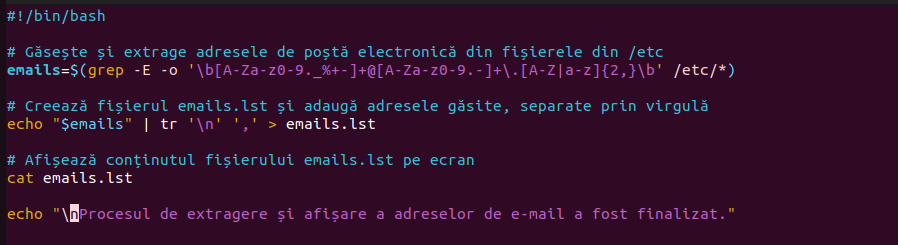 #!/bin/bash
# Găsește și extrage adresele de poștă electronică din fișierele din /etc
emails=$(grep -E -o '\b[A-Za-z0-9._%+-]+@[A-Za-z0-9.-]+\.[A-Z|a-z]{2,}\b' /etc/*)
# Creează fișierul emails.lst și adaugă adresele găsite, separate prin virgulă
echo "$emails" | tr '\n' ',' > emails.lst
# Afișează conținutul fișierului emails.lst pe ecran
cat emails.lst
echo "\nProcesul de extragere și afișare a adreselor de e-mail a fost finalizat."